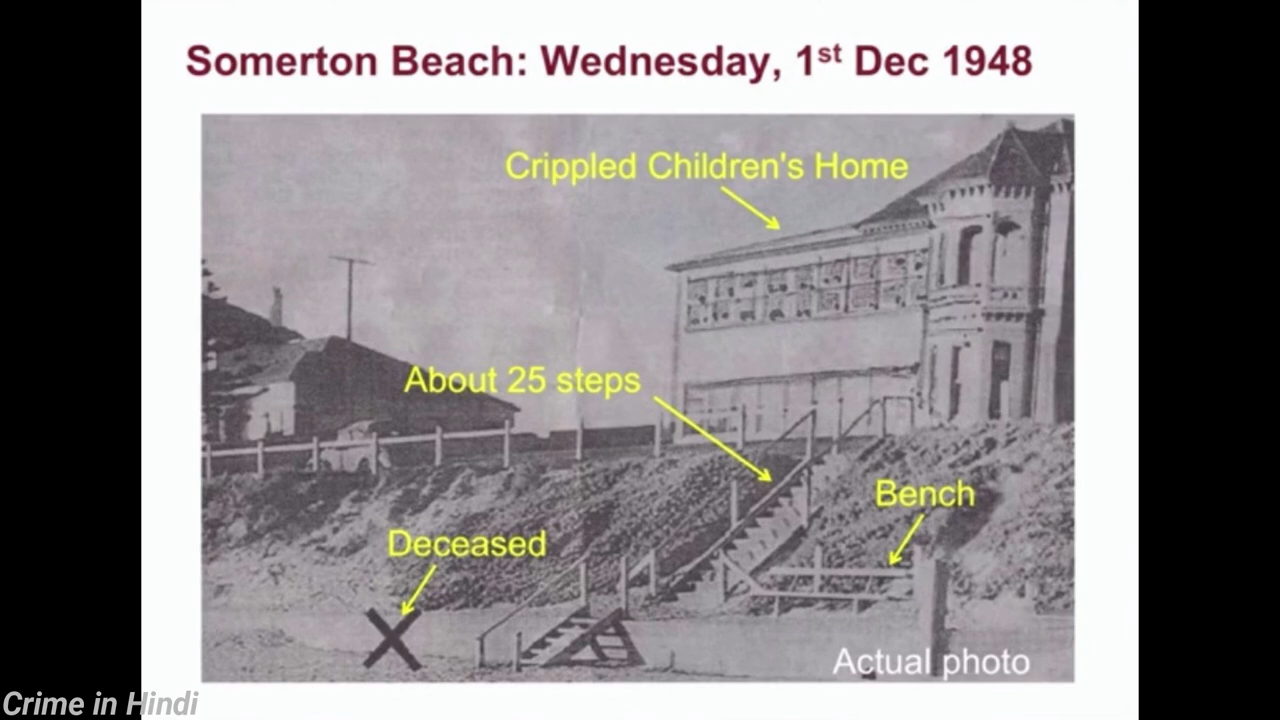 Somerton Beach: Wednesday, 1st Dec 1948
Crippled Children's Home
About 25 steps
Bench
Deceased
Actual photo
Crime in Hindi